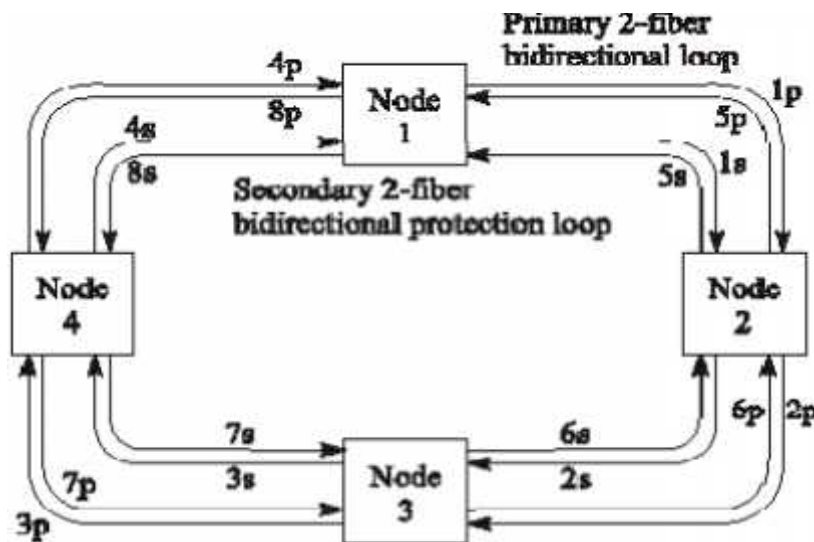 Primary 2-fiber
bidirectional loop
4p
Node
1
1p
8p
5p
4s
1s
8s
5s
Secondary 2-fiber
bidirectional protection loop
Node
4
Node
2
6p
2p
7s
6s
3s
2s
7p
Node
3
3p